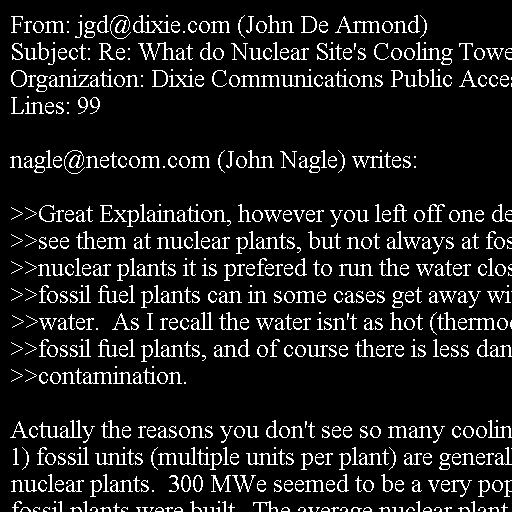 From: jgd@dixie.com (John De Armond)
Subject: Re: What do Nuclear Site's Cooling Towe
Organization: Dixie Communications Public Acces
Lines: 99

nagle@netcom.com (John Nagle) writes:

>>Great Explaination, however you left off one de
>>see them at nuclear plants, but not always at fos
>>nuclear plants it is prefered to run the water clos
>>fossil fuel plants can in some cases get away wi
>>water.  As I recall the water isn't as hot (thermod
>>fossil fuel plants, and of course there is less dan
>>contamination.

Actually the reasons you don't see so many coolin
1) fossil units (multiple units per plant) are general
nuclear plants.  300 MWe seemed to be a very pop
fossil plants were built.  The average nuclear plant